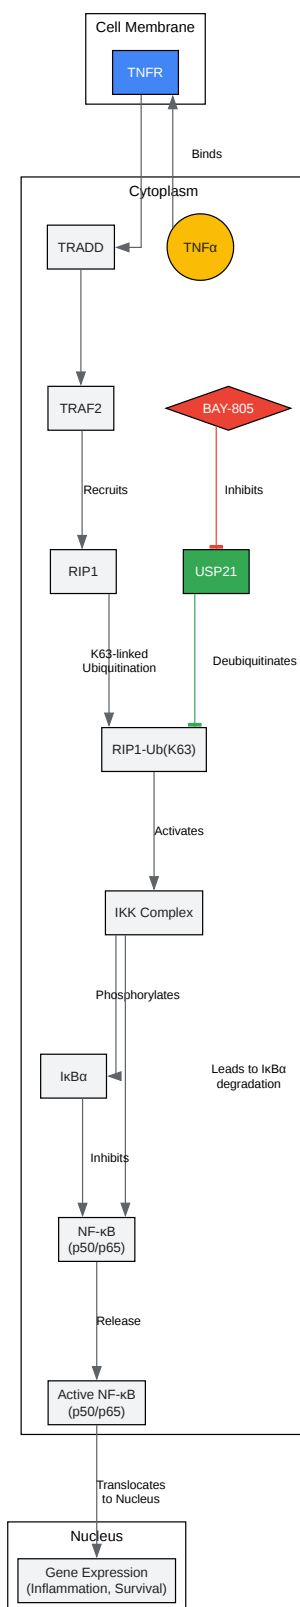 Cell Membrane
TNFR
Binds
Cytoplasm
TRADD
TNFα
TRAF2
BAY-805
Recruits
Inhibits
RIP1
USP21
K63-linked
Ubiquitination
Deubiquitinates
RIP1-Ub(K63)
Activates
IKK Complex
Phosphorylates
IκBα
Leads to IκBα
degradation
Inhibits
NF-κB
(p50/p65)
Release
Active NF-κB
(p50/p65)
Translocates
to Nucleus
Nucleus
Gene Expression
(Inflammation, Survival)